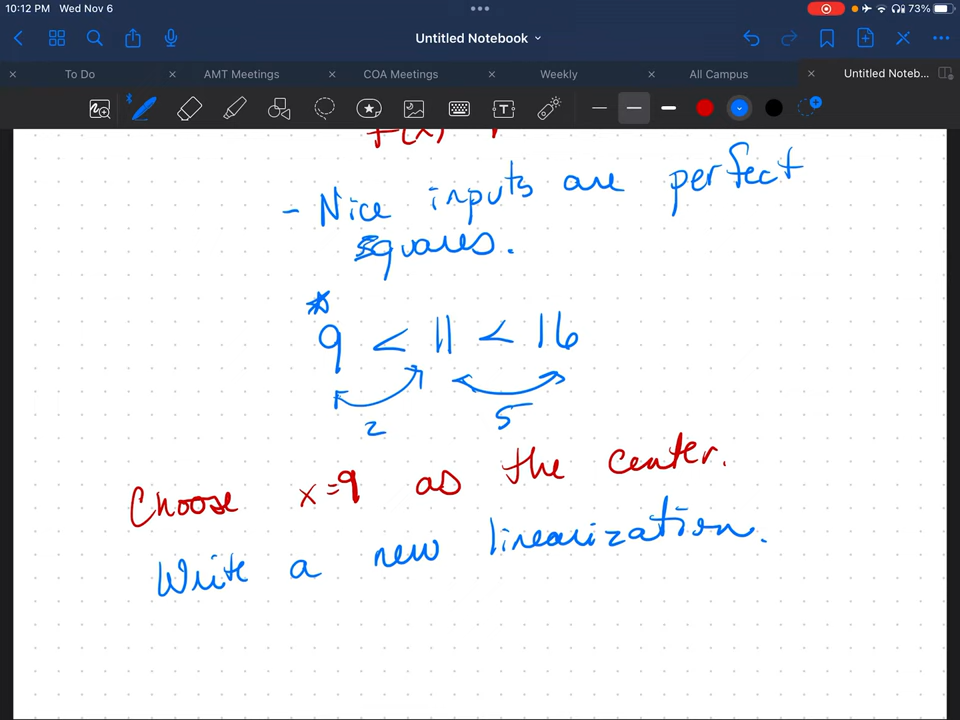 10:12 PM Wed Nov 6
73%
Untitled Notebook
To Do
AMT Meetings
COA Meetings
Weekly
All Campus
Untitled Noteb...
T
f(x)
- Nice inputs are perfect
squares.
9 < 11 < 16
2 5
Choose x=9 as the center.
Write a new linearization.